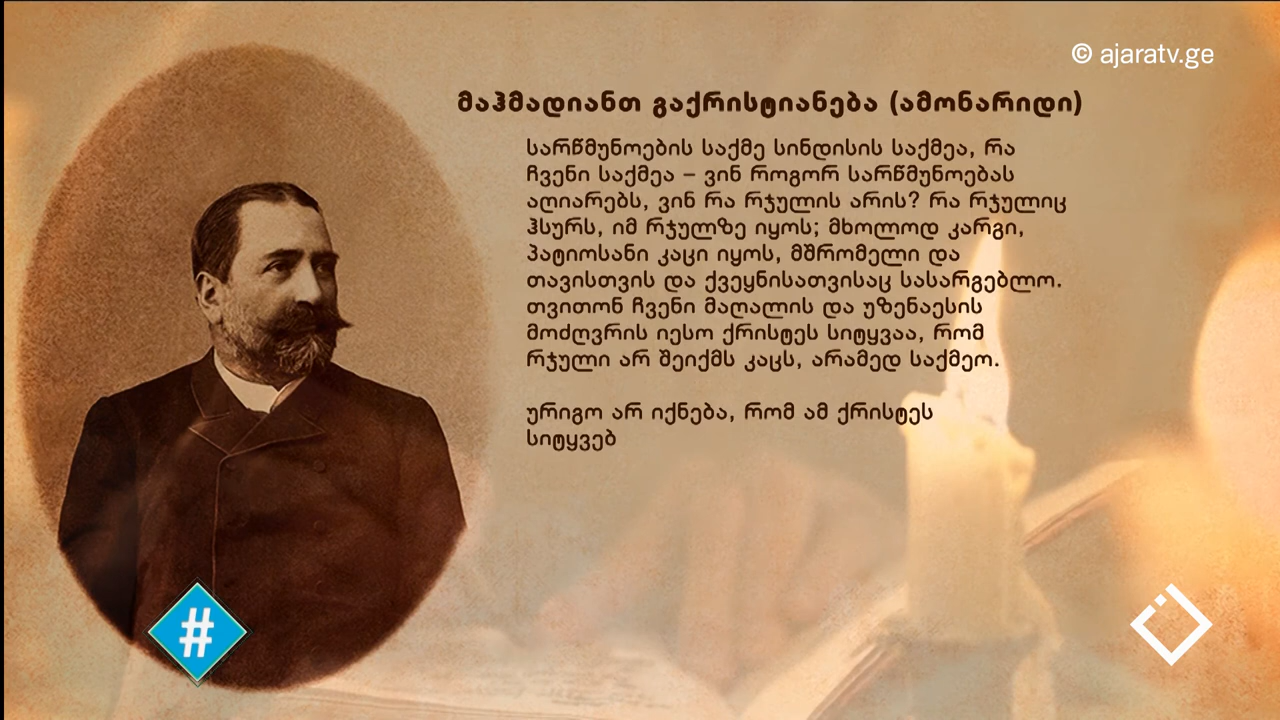 © ajaratv.ge
მაჰმადიანთ გაქრისტიანება (ამონარიდი)
სარწმუნოების საქმე სინდისის საქმეა, რა
ჩვენი საქმეა – ვინ როგორ სარწმუნოებას
აღიარებს, ვინ რა რჯულის არის? რა რჯულიც
ჰსურს, იმ რჯულზე იყოს; მხოლოდ კარგი,
პატიოსანი კაცი იყოს, მშრომელი და
თავისთვის და ქვეყნისათვისაც სასარგებლო.
თვითონ ჩვენი მაღალის და უზენაესის
მოძღვრის იესო ქრისტეს სიტყვაა, რომ
რჯული არ შეიქმს კაცს, არამედ საქმეო.
ურიგო არ იქნება, რომ ამ ქრისტეს
სიტყვებ
#